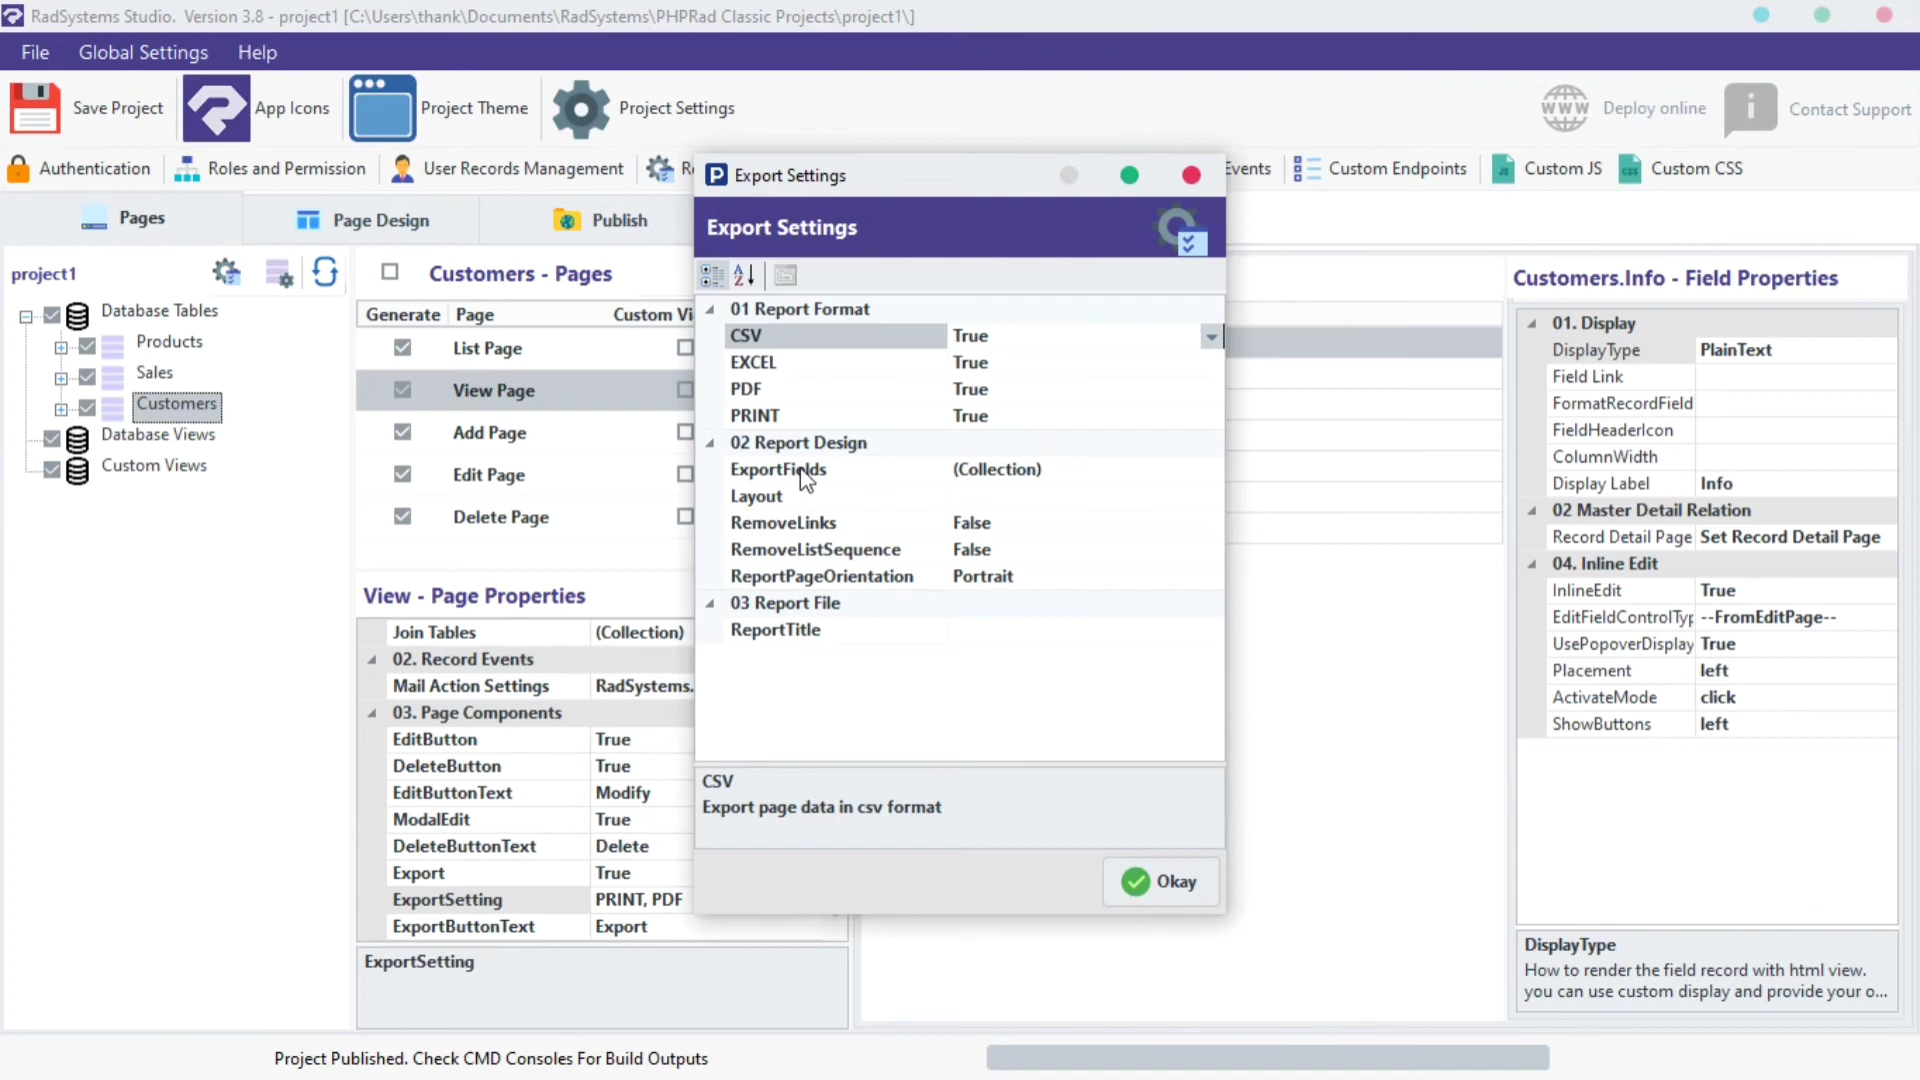 RadSystems Studio. Version 3.8 - project1 [C:\Users\thank\Documents\RadSystems\PHPRad Classic Projects\project1\]
File Global Settings Help
Save Project App Icons Project Theme Project Settings WWW Deploy online Contact Support
Authentication Roles and Permission User Records Management Events Custom Endpoints Custom JS Custom CSS
Pages Page Design Publish
project1
Database Tables
Products
Sales
Customers
Database Views
Custom Views
Customers - Pages
Generate Page
List Page
View Page
Add Page
Edit Page
Delete Page
View - Page Properties
Join Tables (Collection)
02. Record Events
Mail Action Settings RadSystems.
03. Page Components
EditButton True
DeleteButton True
EditButtonText Modify
ModalEdit True
DeleteButtonText Delete
Export True
ExportSetting PRINT, PDF
ExportButtonText Export
ExportSetting
Export Settings
Export Settings
01 Report Format
CSV True
EXCEL True
PDF True
PRINT True
02 Report Design
ExportFields (Collection)
Layout
RemoveLinks False
RemoveListSequence False
ReportPageOrientation Portrait
03 Report File
ReportTitle
CSV
Export page data in csv format
Okay
Customers.Info - Field Properties
01. Display
DisplayType PlainText
Field Link
FormatRecordField
FieldHeaderIcon
ColumnWidth
Display Label Info
02 Master Detail Relation
Record Detail Page Set Record Detail Page
04. Inline Edit
InlineEdit True
EditFieldControlTyp --FromEditPage--
UsePopoverDisplay True
Placement left
ActivateMode click
ShowButtons left
DisplayType
How to render the field record with html view.
you can use custom display and provide your o...
Project Published. Check CMD Consoles For Build Outputs